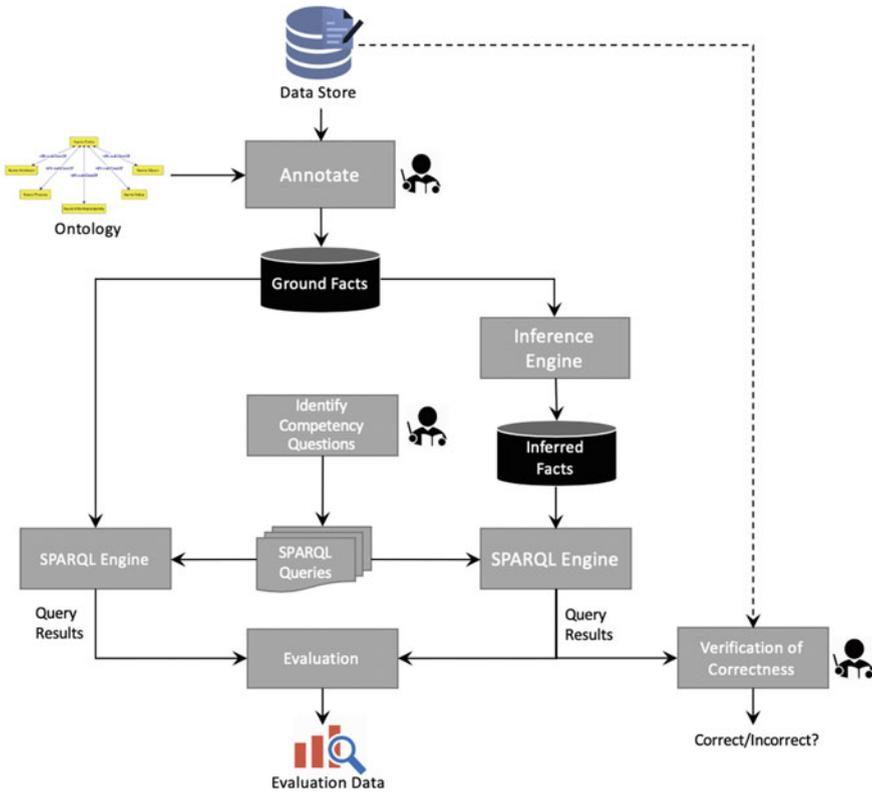 Data Store
Annotate
Ontology
Ground Facts
Inference
Engine
Identify
Competency
Questions
Inferred
Facts
SPARQL Engine
SPARQL
Queries
SPARQL Engine
Query
Results
Query
Results
Evaluation
Verification of
Correctness
Correct/Incorrect?
Evaluation Data